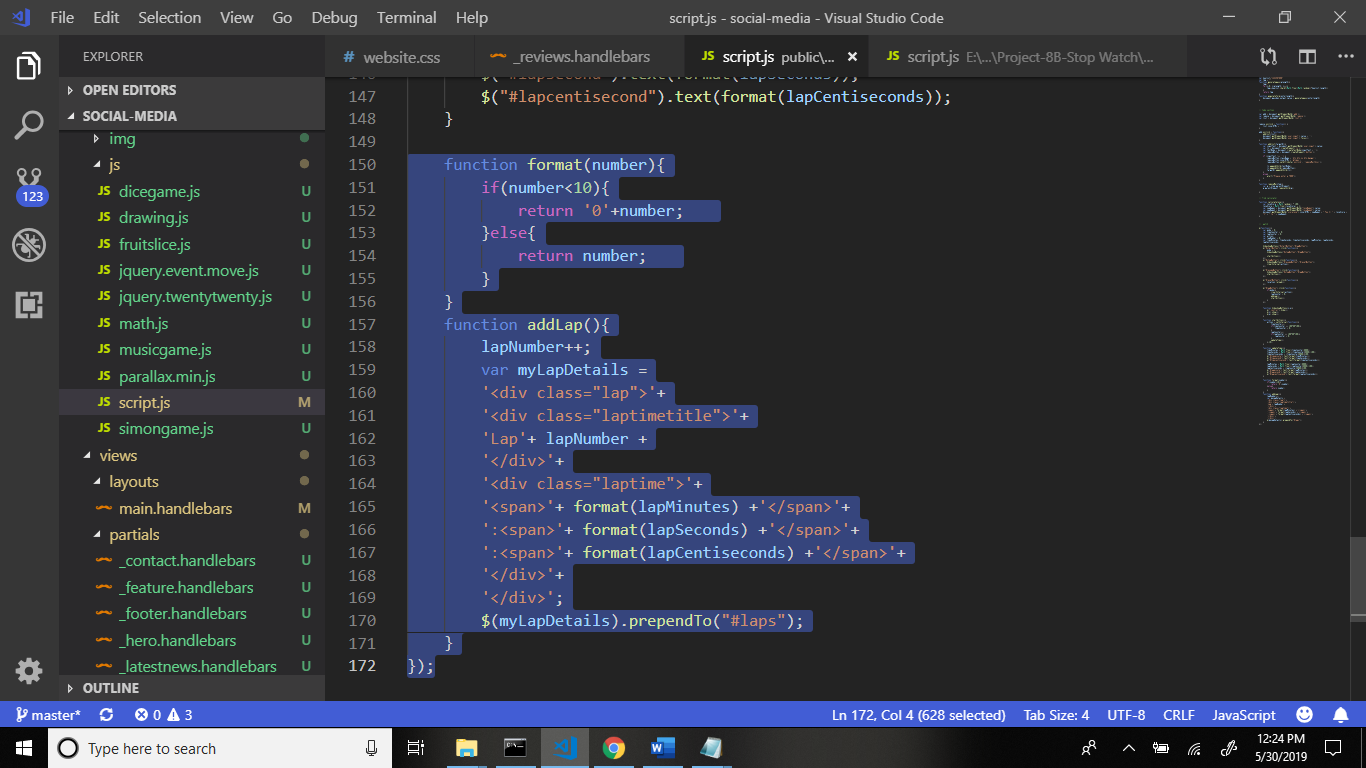 File Edit Selection View Go Debug Terminal Help
script.js - social-media - Visual Studio Code
EXPLORER
# website.css
_reviews.handlebars
JS script.js public\...
JS script.js E:\...\Project-8B-Stop Watch\...
OPEN EDITORS
SOCIAL-MEDIA
img
js
JS dicegame.js U
JS drawing.js U
JS fruitslice.js U
JS jquery.event.move.js U
JS jquery.twentytwenty.js U
JS math.js U
JS musicgame.js U
JS parallax.min.js U
JS script.js M
JS simongame.js U
views
layouts
main.handlebars M
partials
_contact.handlebars U
_feature.handlebars U
_footer.handlebars U
_hero.handlebars U
_latestnews.handlebars U
OUTLINE
123
147 $("#lapcentisecond").text(format(lapCentiseconds));
148 }
149
150 function format(number){
151 if(number<10){
152 return '0'+number;
153 }else{
154 return number;
155 }
156 }
157 function addLap(){
158 lapNumber++;
159 var myLapDetails =
160 '<div class="lap">'+
161 '<div class="laptimetitle">'+
162 'Lap'+ lapNumber +
163 '</div>'+
164 '<div class="laptime">'+
165 '<span>'+ format(lapMinutes) +'</span>'+
166 ':<span>'+ format(lapSeconds) +'</span>'+
167 ':<span>'+ format(lapCentiseconds) +'</span>'+
168 '</div>'+
169 '</div>';
170 $(myLapDetails).prependTo("#laps");
171 }
172 });
master* 0 3
Ln 172, Col 4 (628 selected) Tab Size: 4 UTF-8 CRLF JavaScript
Type here to search
12:24 PM
5/30/2019